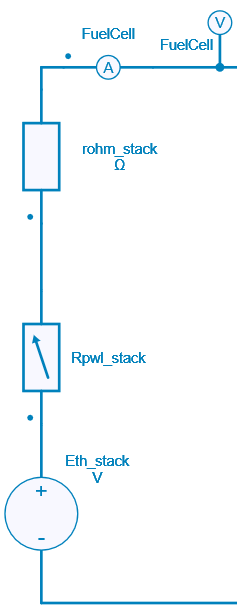 V
FuelCell
FuelCell
A
rohm_stack
Ω
Rpwl_stack
Eth_stack
V
+
-